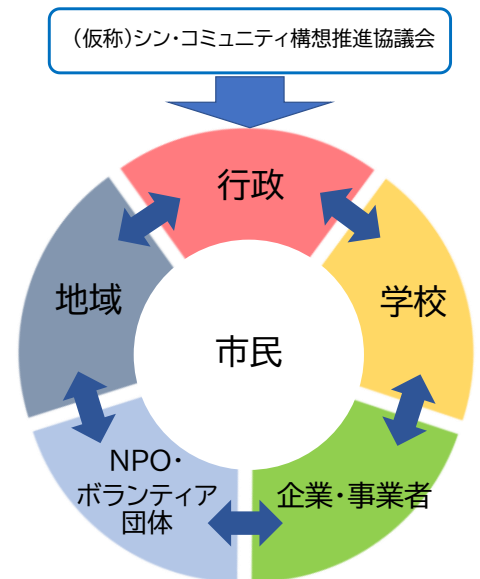 （仮称）シン・コミュニティ構想推進協議会
行政
地域
学校
市民
NPO・
ボランティア
団体
企業・事業者